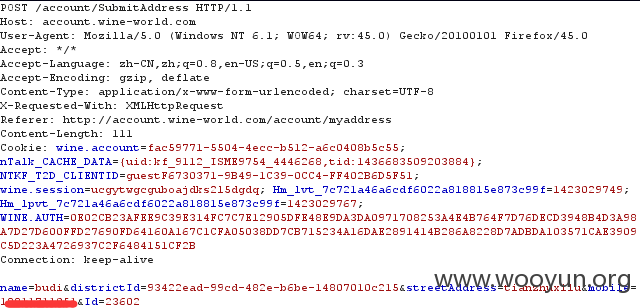 POST /account/SubmitAddress HTTP/1.1
Host: account.wine-world.com
User-Agent: Mozilla/5.0 (Windows NT 6.1; WOW64; rv:45.0) Gecko/20100101 Firefox/45.0
Accept: */*
Accept-Language: zh-CN,zh;q=0.8,en-US;q=0.5,en;q=0.3
Accept-Encoding: gzip, deflate
Content-Type: application/x-www-form-urlencoded; charset=UTF-8
X-Requested-With: XMLHttpRequest
Referer: http://account.wine-world.com/account/myaddress
Content-Length: 111
Cookie: wine.account=fac59771-5504-4ecc-b512-a6c0408b5c55;
nTalk_CACHE_DATA={uid:kf_9112_ISME9754_4446268,tid:1436683509203884};
NTKF_T2D_CLIENTID=guestF6730371-9B49-1C39-0CC4-FF402B6D5F51;
wine.session=ucgytwgcguboajdks215dgdq; Hm_lvt_7c721a46a6cdf6022a818815e873c99f=1423029749;
Hm_lpvt_7c721a46a6cdf6022a818815e873c99f=1423029767;
WINE.AUTH=0E02CB23AFEE9C39E314FC7C7E12905DFE48E9DA3DA0971708253A4E4B764F7D76DECD3948B4D3A98
A7D27D600FFD27690FD64160A167C1CFA05038DD7CB715234A16DAE2891414B286A8228D7ADBDA103571CAE3909
C5D223A4726937C2F6484151CF2B
Connection: keep-alive
www.wooyun.org
name=budi&districtId=93422ead-99cd-482e-b6be-14807010c215&streetAddress=tianzhuxilu&mobile=
&Id=23602